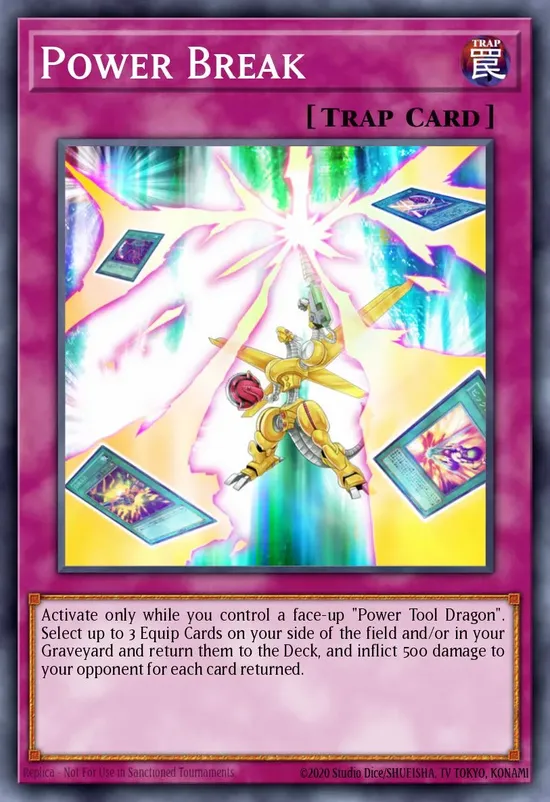 POWER BREAK
TRAP
罠
[TRAP CARD]
Activate only while you control a face-up "Power Tool Dragon".
Select up to 3 Equip Cards on your side of the field and/or in your
Graveyard and return them to the Deck, and inflict 500 damage to
your opponent for each card returned.
Replica - Not For Use in Sanctioned Tournaments
©2020 Studio Dice/SHUEISHA, TV TOKYO, KONAMI